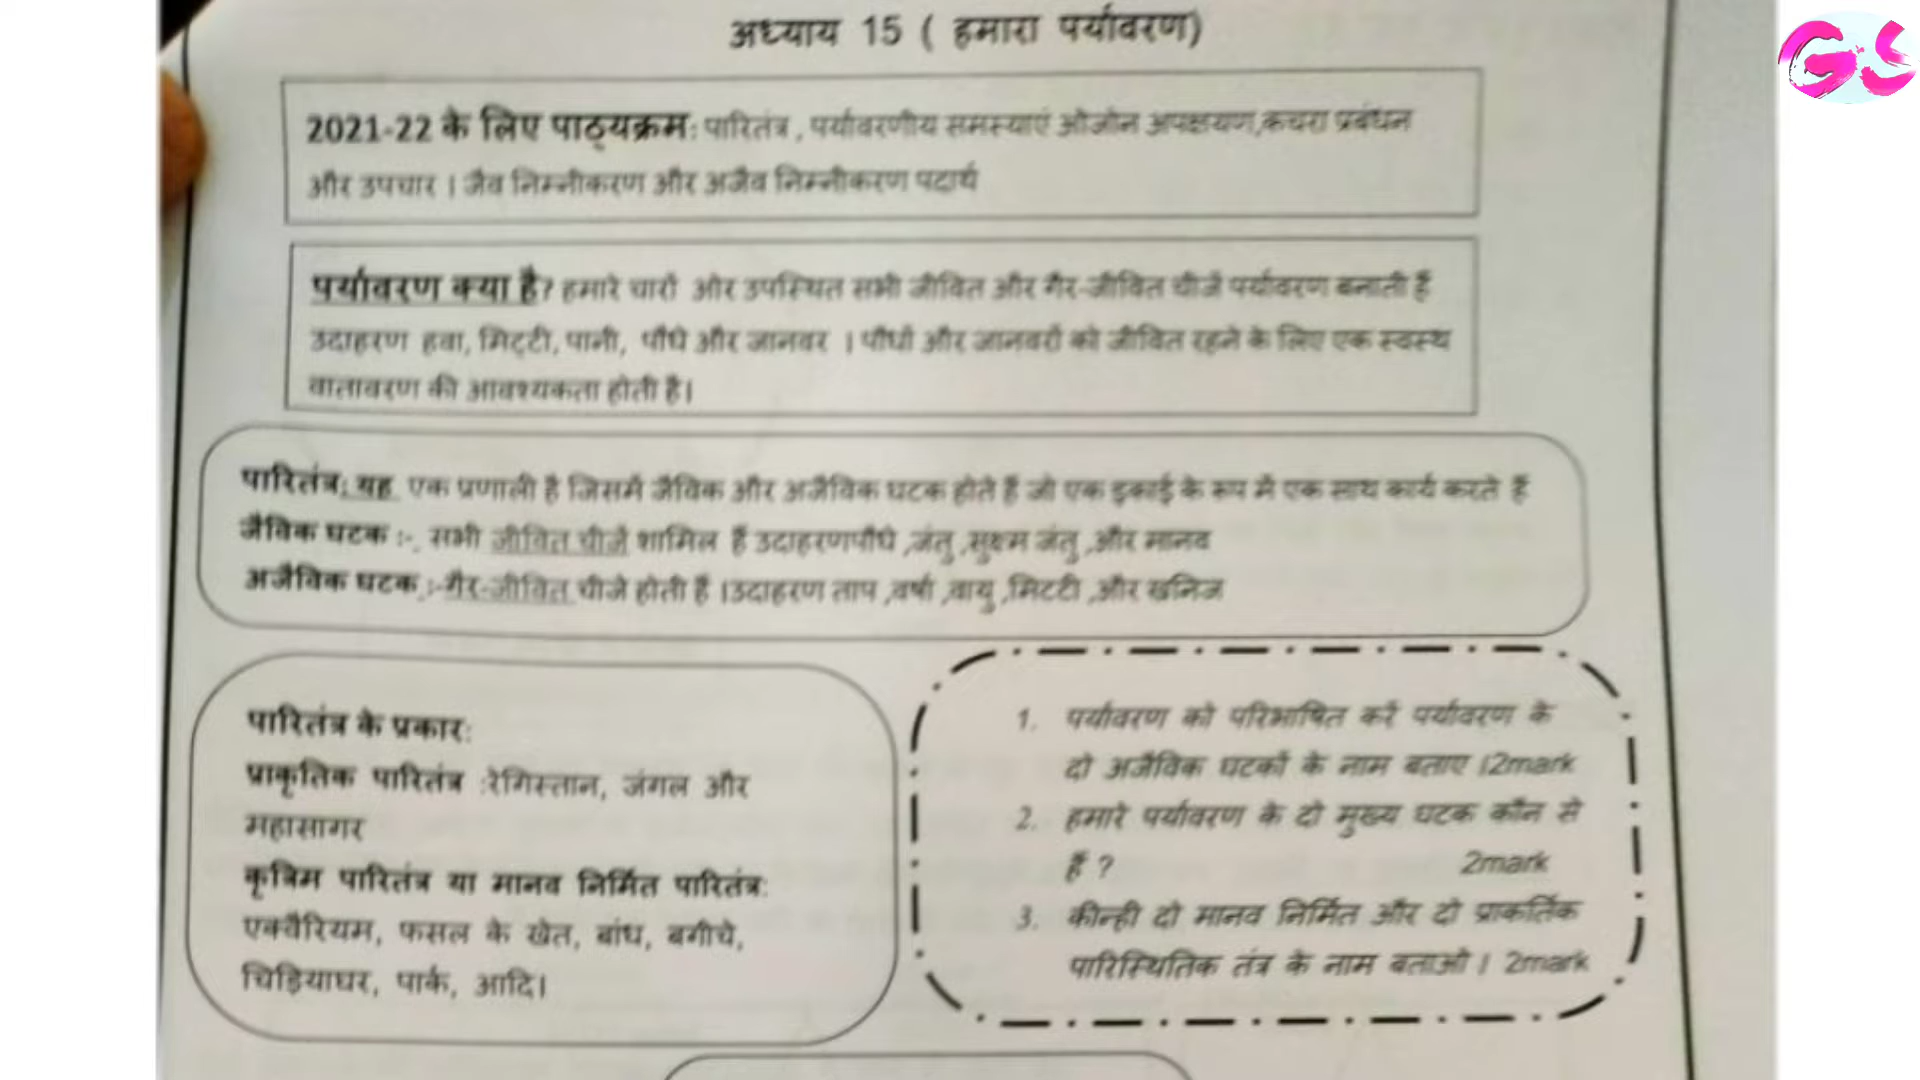 अध्याय 15 ( हमारा पर्यावरण)
2021-22 के लिए पाठ्यक्रम: पारितंत्र , पर्यावरणीय समस्याएं ओजोन अपक्षयण,कचरा प्रबंधन
और उपचार । जैव निम्नीकरण और अजैव निम्नीकरण पदार्थ
पर्यावरण क्या है? हमारे चारों ओर उपस्थित सभी जीवित और गैर-जीवित चीजें पर्यावरण बनाती हैं
उदाहरण हवा, मिट्टी, पानी, पौधे और जानवर । पौधों और जानवरों को जीवित रहने के लिए एक स्वस्थ
वातावरण की आवश्यकता होती है।
पारितंत्र: यह एक प्रणाली है जिसमें जैविक और अजैविक घटक होते हैं जो एक इकाई के रूप में एक साथ कार्य करते हैं
जैविक घटक :-, सभी जीवित चीजें शामिल हैं उदाहरणपौधे ,जंतु ,सुक्ष्म जंतु ,और मानव
अजैविक घटक :-गैर-जीवित चीजें होती हैं ।उदाहरण ताप ,वर्षा ,वायु ,मिटटी ,और खनिज
पारितंत्र के प्रकार:
प्राकृतिक पारितंत्र :रेगिस्तान, जंगल और
महासागर
कृत्रिम पारितंत्र या मानव निर्मित पारितंत्र:
एक्वैरियम, फसल के खेत, बांध, बगीचे,
चिड़ियाघर, पार्क, आदि।
1. पर्यावरण को परिभाषित करें पर्यावरण के
दो अजैविक घटकों के नाम बताए ।2mark
2. हमारे पर्यावरण के दो मुख्य घटक कौन से
हैं ? 2mark
3. कीन्ही दो मानव निर्मित और दो प्राकर्तिक
पारिस्थितिक तंत्र के नाम बताओ । 2mark
GS